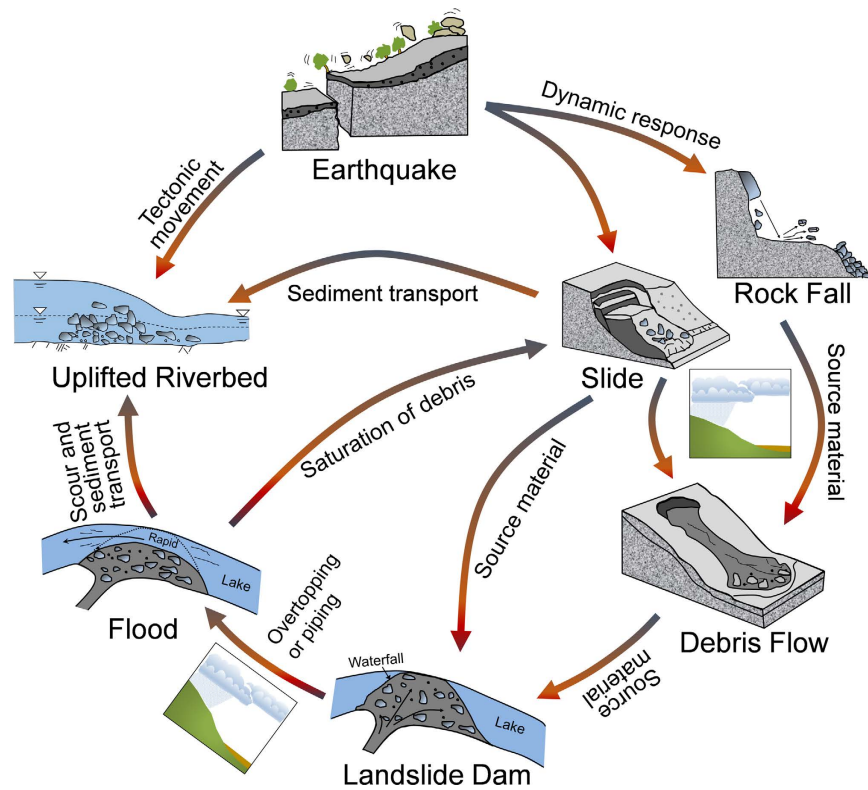 Earthquake
Dynamic response
Tectonic
movement
Rock Fall
Sediment transport
Uplifted Riverbed
Slide
Source
material
Saturation of debris
Scour and
sediment
transport
Source material
Rapid
Lake
Flood
Overtopping
or piping
Debris Flow
Source
material
Waterfall
Lake
Landslide Dam